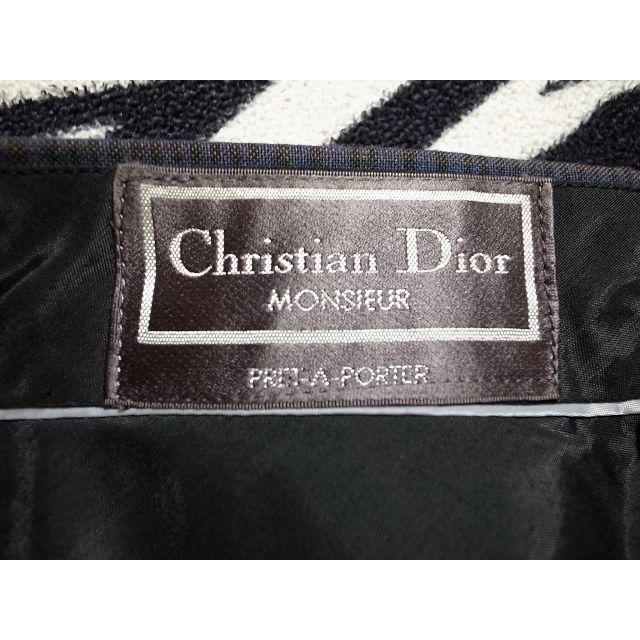 Christian Dior
MONSIEUR
PRET-A-PORTER